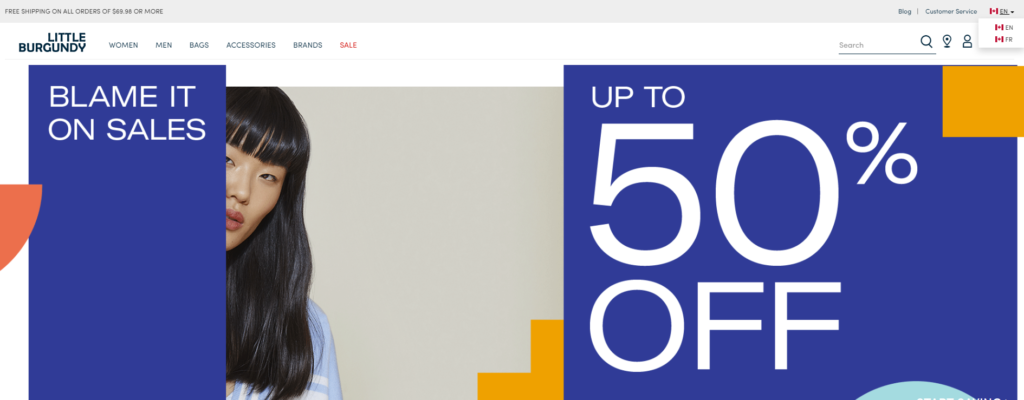 FREE SHIPPING ON ALL ORDERS OF $69.98 OR MORE
Blog | Customer Service EN
EN
FR
LITTLE
BURGUNDY
WOMEN MEN BAGS ACCESSORIES BRANDS SALE
Search
BLAME IT
ON SALES
UP TO
50%
OFF